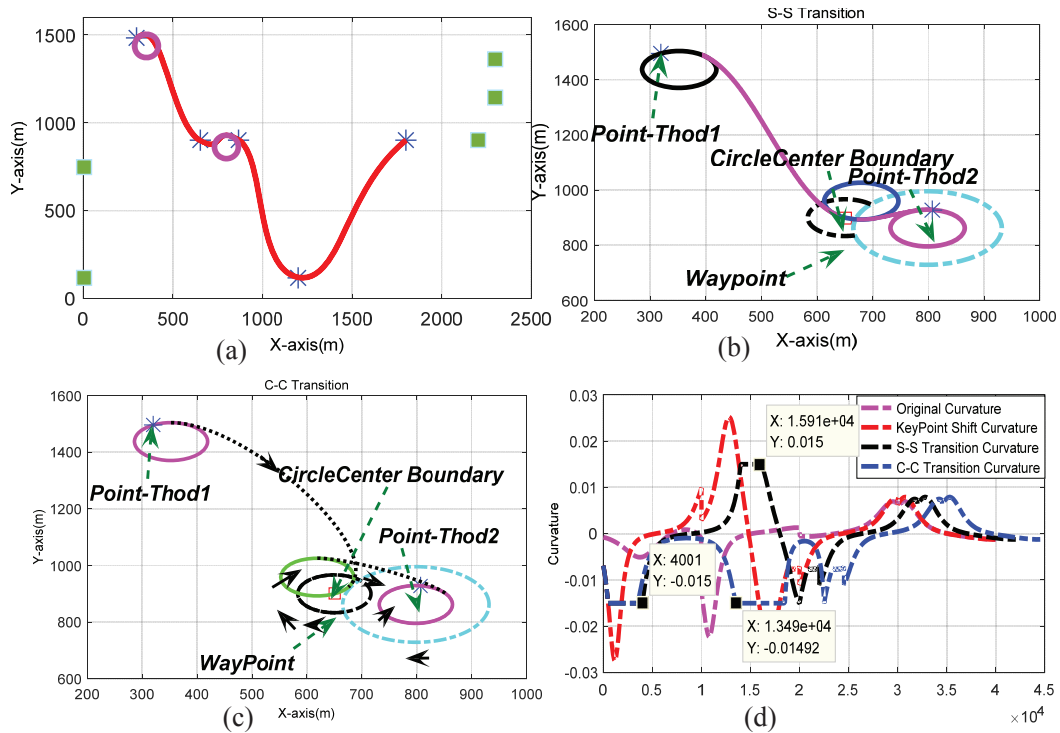 1500
1000
500
0
Y-axis(m)
0
500
1000
1500
2000
2500
X-axis(m)
(a)
S-S Transition
1600
1400
1200
1000
800
600
Y-axis(m)
Point-Thod1
CircleCenter Boundary
Point-Thod2
Waypoint
200
300
400
500
600
700
800
900
1000
X-axis(m)
(b)
C-C Transition
1600
1400
1200
1000
800
600
Y-axis(m)
Point-Thod1
CircleCenter Boundary
Point-Thod2
WayPoint
200
300
400
500
600
700
800
900
1000
X-axis(m)
(c)
0.03
0.02
0.01
0
-0.01
-0.02
-0.03
Curvature
Original Curvature
KeyPoint Shift Curvature
S-S Transition Curvature
C-C Transition Curvature
X: 1.591e+04
Y: 0.015
X: 4001
Y: -0.015
X: 1.349e+04
Y: -0.01492
0
0.5
1
1.5
2
2.5
3
3.5
4
4.5
×10⁴
(d)